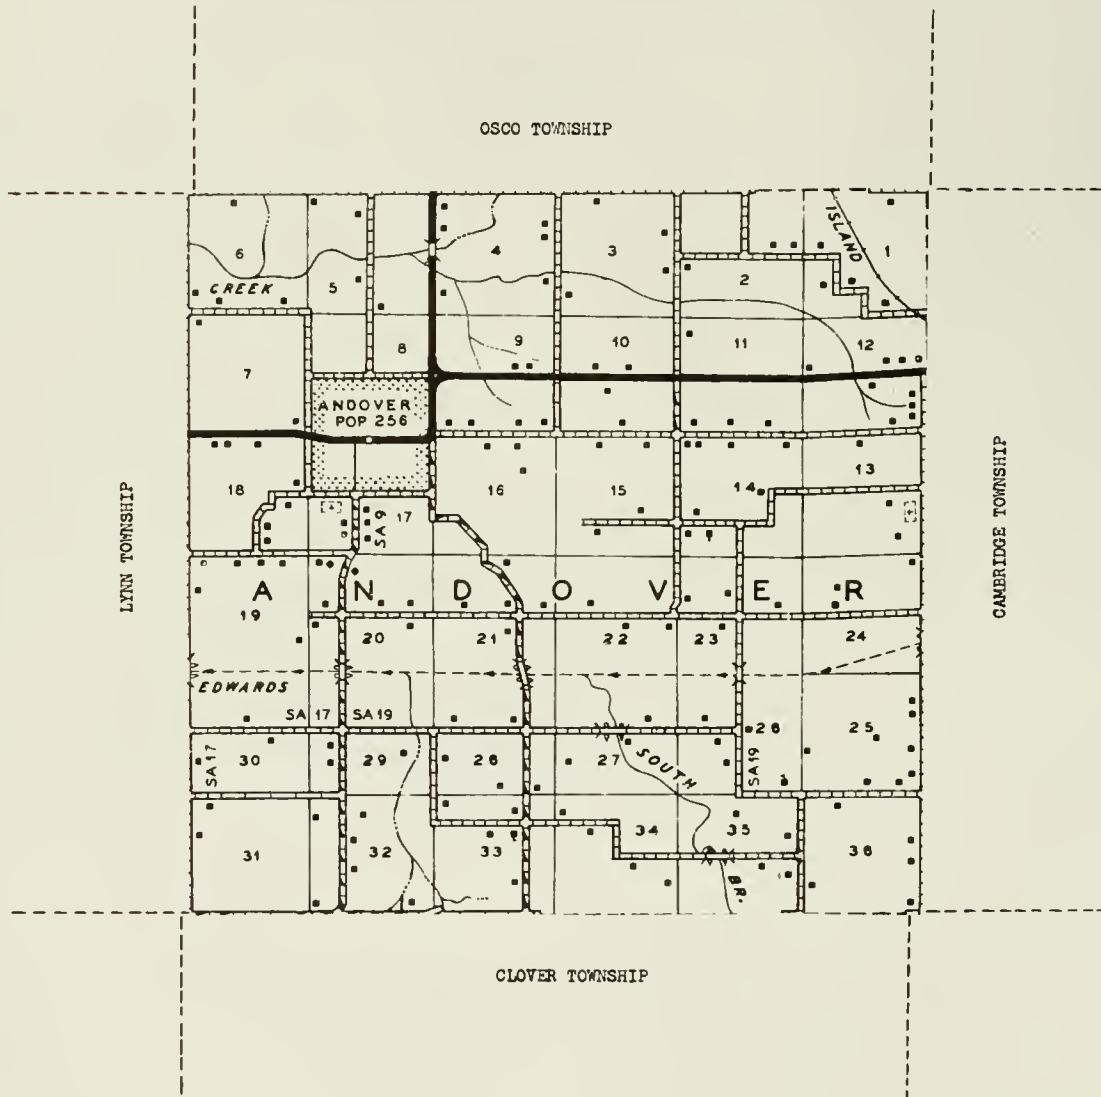 OSCO TOWNSHIP
ISLAND
6
4
3
1
CREEK
5
2
7
8
9
10
11
12
ANDOVER
POP 256
LYNN TOWNSHIP
CAMBRIDGE TOWNSHIP
18
SA 9
17
16
15
14
13
A N D O V E R
19
20
21
22
23
24
EDWARDS
SA 17
SA 19
SA 17
30
29
28
27
SOUTH
SA 19
26
25
31
32
33
34
35
36
BR.
CLOVER TOWNSHIP